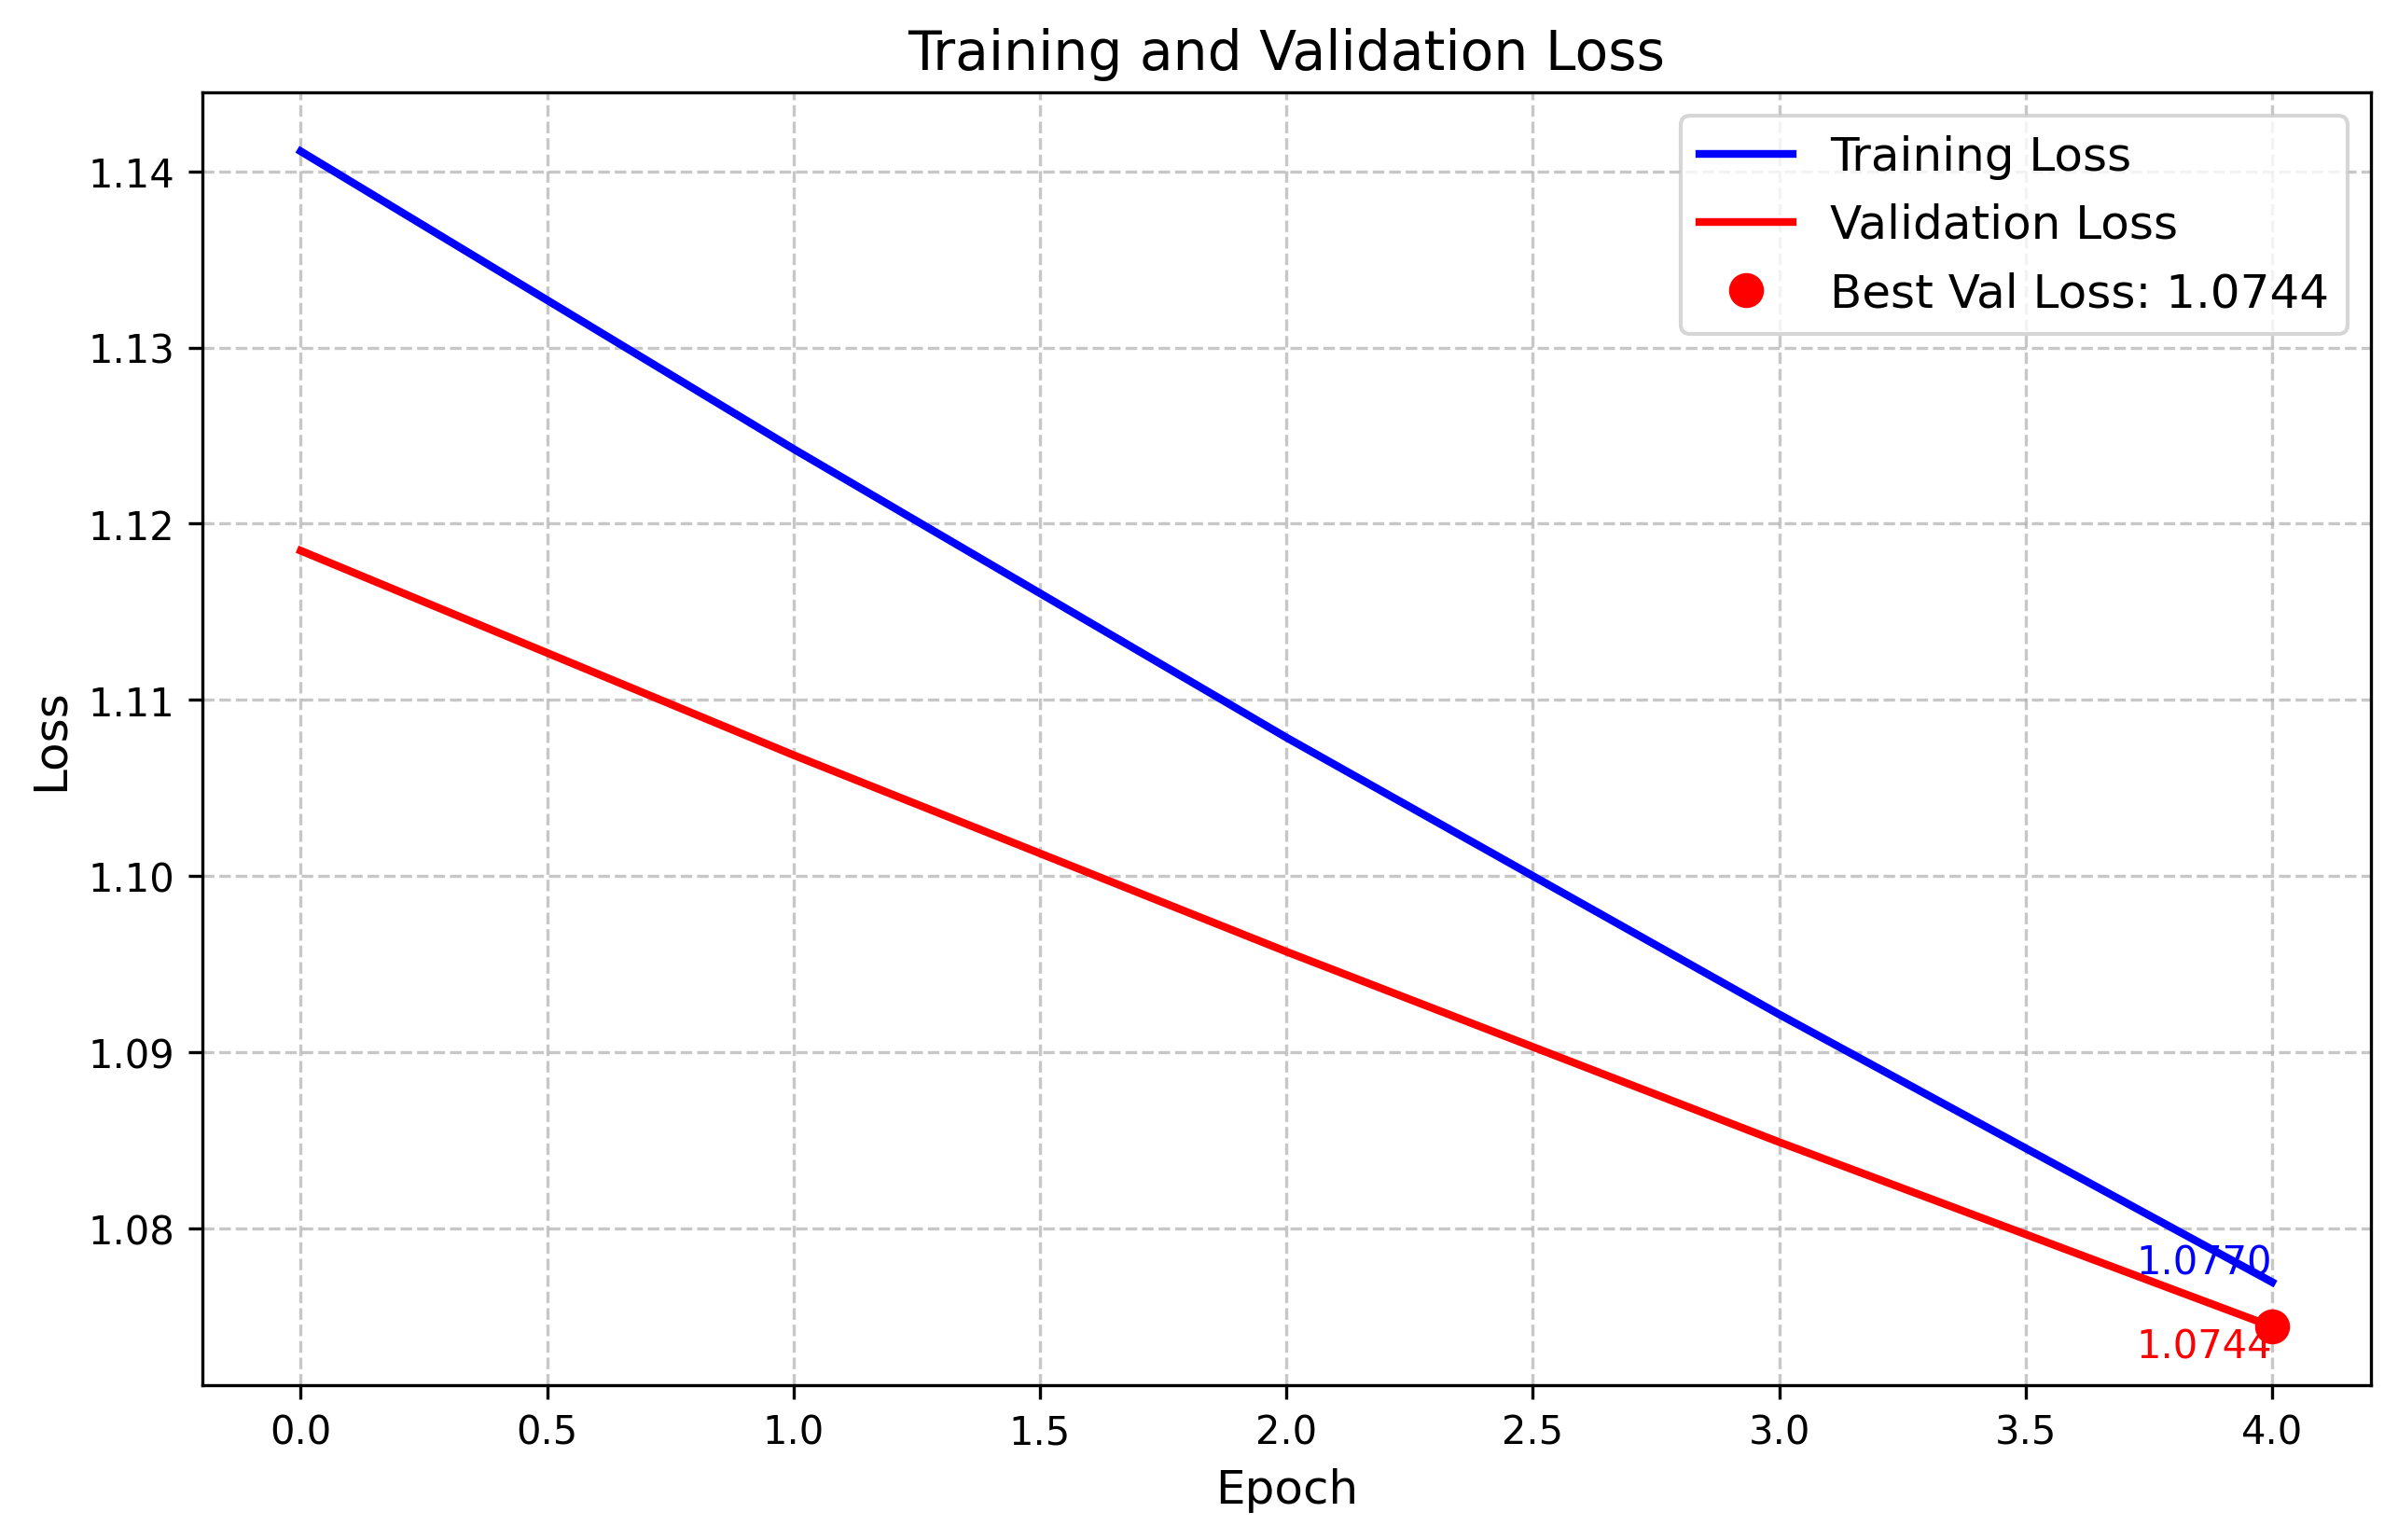 Training and Validation Loss
Training Loss
Validation Loss
Best Val Loss: 1.0744
Loss
1.14
1.13
1.12
1.11
1.10
1.09
1.08
1.0770
1.0744
0.0 0.5 1.0 1.5 2.0 2.5 3.0 3.5 4.0
Epoch